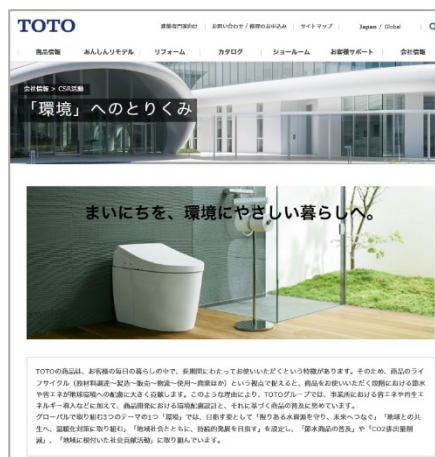 TOTO
建築専門家向け
お問い合わせ / 修理のお申込み
サイトマップ
Japan / Global
商品情報
あんしんリモデル
リフォーム
カタログ
ショールーム
お客様サポート
会社情報
会社情報 > CSR活動
「環境」へのとりくみ
まいにちを、環境にやさしい暮らしへ。
TOTOの商品は、お客様の毎日の暮らしの中で、長期間にわたってお使いいただくという特徴があります。そのため、商品のライ
フサイクル（原材料調達～製造～販売～物流～使用～廃棄ほか）という視点で捉えると、商品をお使いいただく段階における節水
や省エネが地球環境への配慮に大きく貢献します。このような理由により、TOTOグループでは、事業所における省エネや再生エ
ネルギー導入などに加えて、商品開発における環境配慮設計と、それに基づく商品の普及に努めています。
グローバルで取り組む3つのテーマの1つ「環境」では、目指す姿として「限りある水資源を守り、未来へつなぐ」「地球との共
生へ、温暖化対策に取り組む」「地域社会とともに、持続的発展を目指す」を設定し、「節水商品の普及」や「CO2排出量削
減」、「地域に根付いた社会貢献活動」に取り組んでいます。